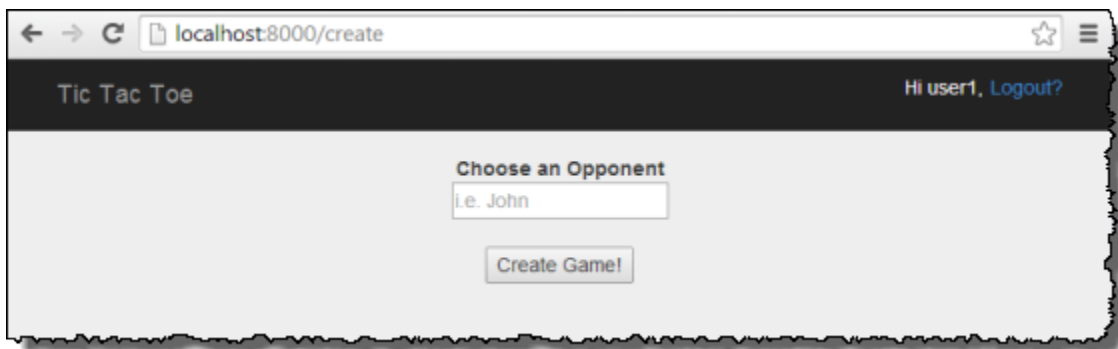 localhost:8000/create
Tic Tac Toe
Hi user1, Logout?
Choose an Opponent
i.e. John
Create Game!